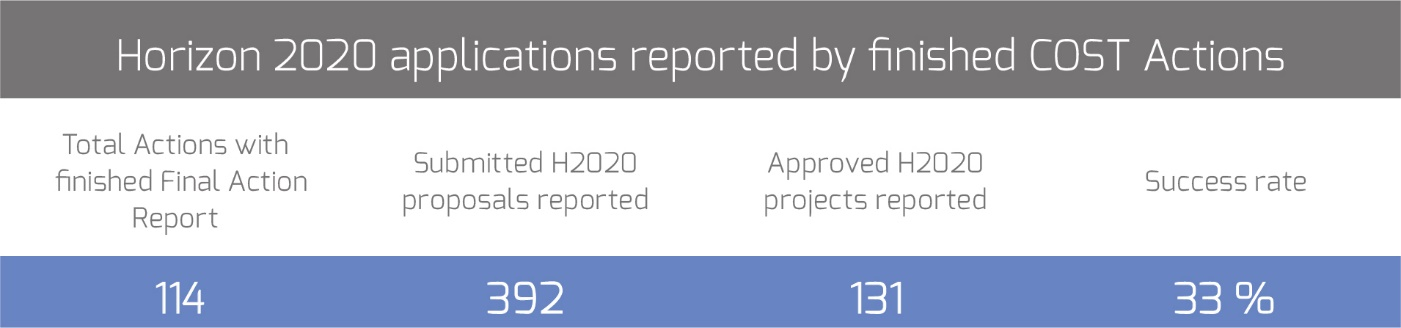 Horizon 2020 applications reported by finished COST Actions
Total Actions with
finished Final Action
Report
Submitted H2020
proposals reported
Approved H2020
projects reported
Success rate
114
392
131
33 %